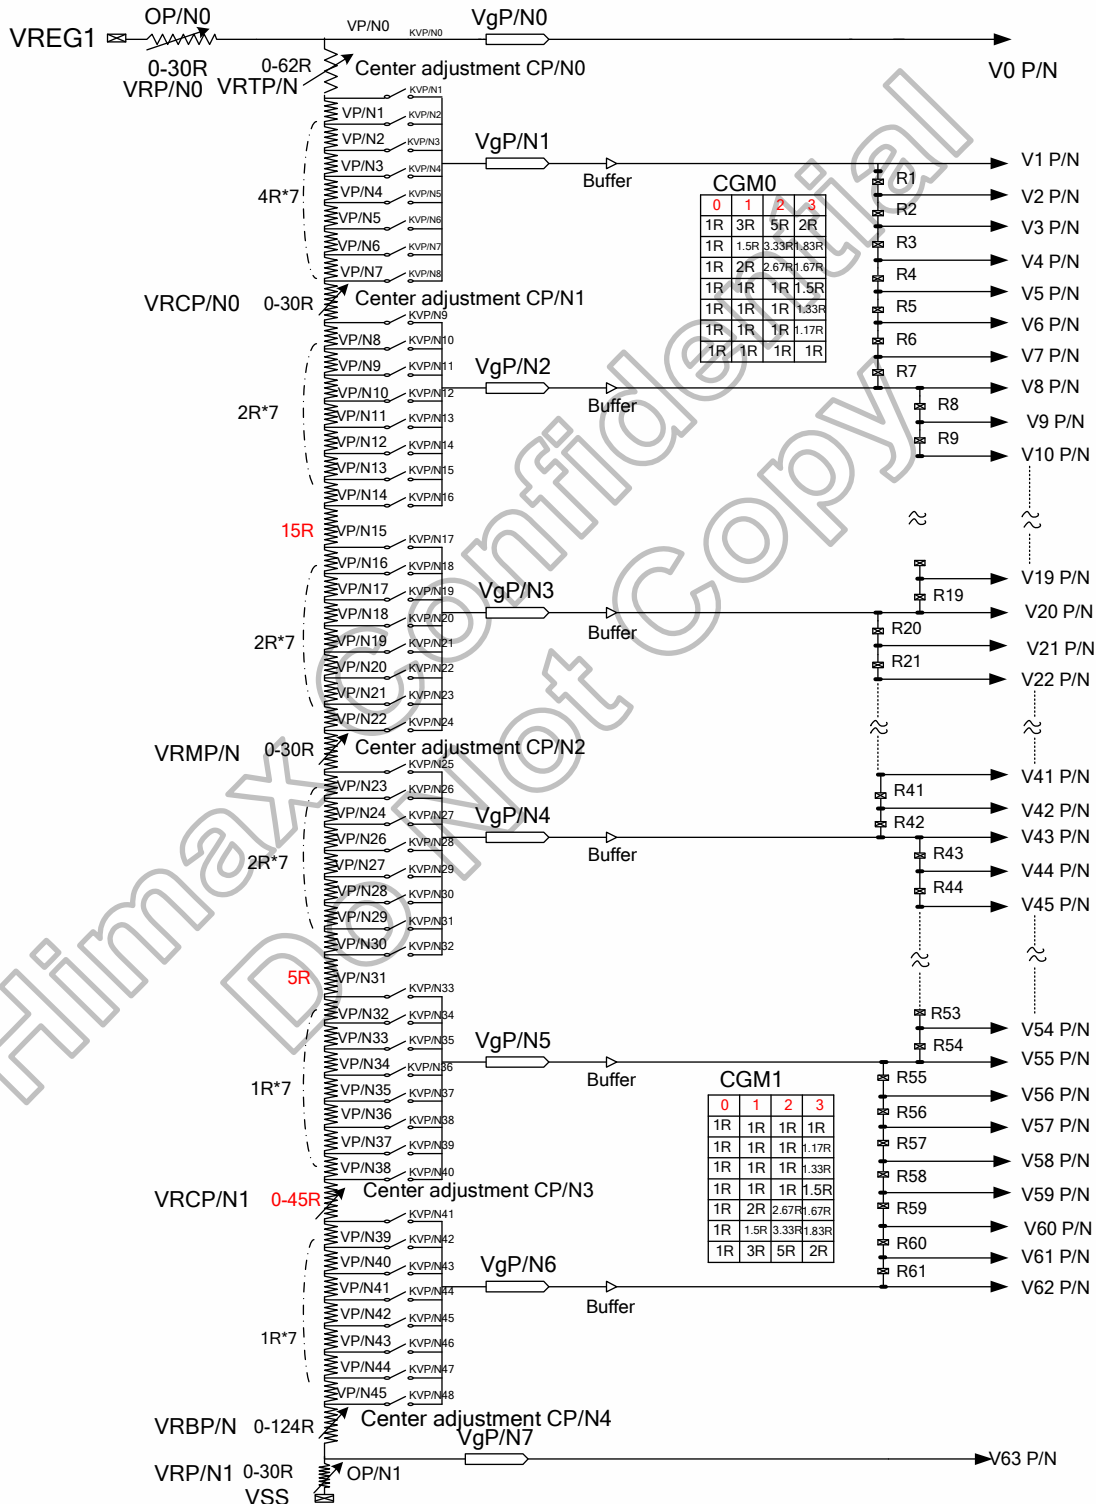 OP/N0
VREG1
VP/N0
KVP/N0
VgP/N0
0-30R
VRP/N0
0-62R
VRTP/N
Center adjustment CP/N0
V0 P/N
KVP/N1
VP/N1
KVP/N2
VP/N2
KVP/N3
VgP/N1
Buffer
V1 P/N
VP/N3
KVP/N4
4R*7
VP/N4
KVP/N5
VP/N5
KVP/N6
VP/N6
KVP/N7
VP/N7
KVP/N8
CGM0
0 1 2 3
1R 3R 5R 2R
1R 1.5R 3.33R 1.83R
1R 2R 2.67R 1.67R
1R 1R 1R 1.5R
1R 1R 1R 1.33R
1R 1R 1R 1.17R
1R 1R 1R 1R
R1
V2 P/N
R2
V3 P/N
R3
V4 P/N
R4
V5 P/N
R5
V6 P/N
R6
V7 P/N
R7
VRCP/N0
0-30R
Center adjustment CP/N1
KVP/N9
VP/N8
KVP/N10
VP/N9
KVP/N11
VgP/N2
Buffer
V8 P/N
VP/N10
KVP/N12
2R*7
VP/N11
KVP/N13
VP/N12
KVP/N14
VP/N13
KVP/N15
VP/N14
KVP/N16
R8
V9 P/N
R9
V10 P/N
15R
VP/N15
KVP/N17
VP/N16
KVP/N18
VP/N17
KVP/N19
VgP/N3
Buffer
V19 P/N
R19
V20 P/N
VP/N18
KVP/N20
2R*7
VP/N19
KVP/N21
VP/N20
KVP/N22
VP/N21
KVP/N23
VP/N22
KVP/N24
R20
V21 P/N
R21
V22 P/N
VRMP/N
0-30R
Center adjustment CP/N2
KVP/N25
VP/N23
KVP/N26
VP/N24
KVP/N27
VgP/N4
Buffer
V41 P/N
R41
V42 P/N
R42
V43 P/N
VP/N26
KVP/N28
2R*7
VP/N27
KVP/N29
VP/N28
KVP/N30
VP/N29
KVP/N31
VP/N30
KVP/N32
R43
V44 P/N
R44
V45 P/N
5R
VP/N31
KVP/N33
VP/N32
KVP/N34
VP/N33
KVP/N35
VgP/N5
Buffer
R53
V54 P/N
R54
V55 P/N
VP/N34
KVP/N36
1R*7
VP/N35
KVP/N37
VP/N36
KVP/N38
VP/N37
KVP/N39
VP/N38
KVP/N40
CGM1
0 1 2 3
1R 1R 1R 1R
1R 1R 1R 1.17R
1R 1R 1R 1.33R
1R 1R 1R 1.5R
1R 2R 2.67R 1.67R
1R 1.5R 3.33R 1.83R
1R 3R 5R 2R
R55
V56 P/N
R56
V57 P/N
R57
V58 P/N
R58
V59 P/N
R59
V60 P/N
R60
V61 P/N
R61
V62 P/N
VRCP/N1
0-45R
Center adjustment CP/N3
KVP/N41
VP/N39
KVP/N42
VP/N40
KVP/N43
VgP/N6
Buffer
VP/N41
KVP/N44
VP/N42
KVP/N45
1R*7
VP/N43
KVP/N46
VP/N44
KVP/N47
VP/N45
KVP/N48
VRBP/N
0-124R
Center adjustment CP/N4
VgP/N7
V63 P/N
VRP/N1
0-30R
OP/N1
VSS
Himax Confidential
Do Not Copy